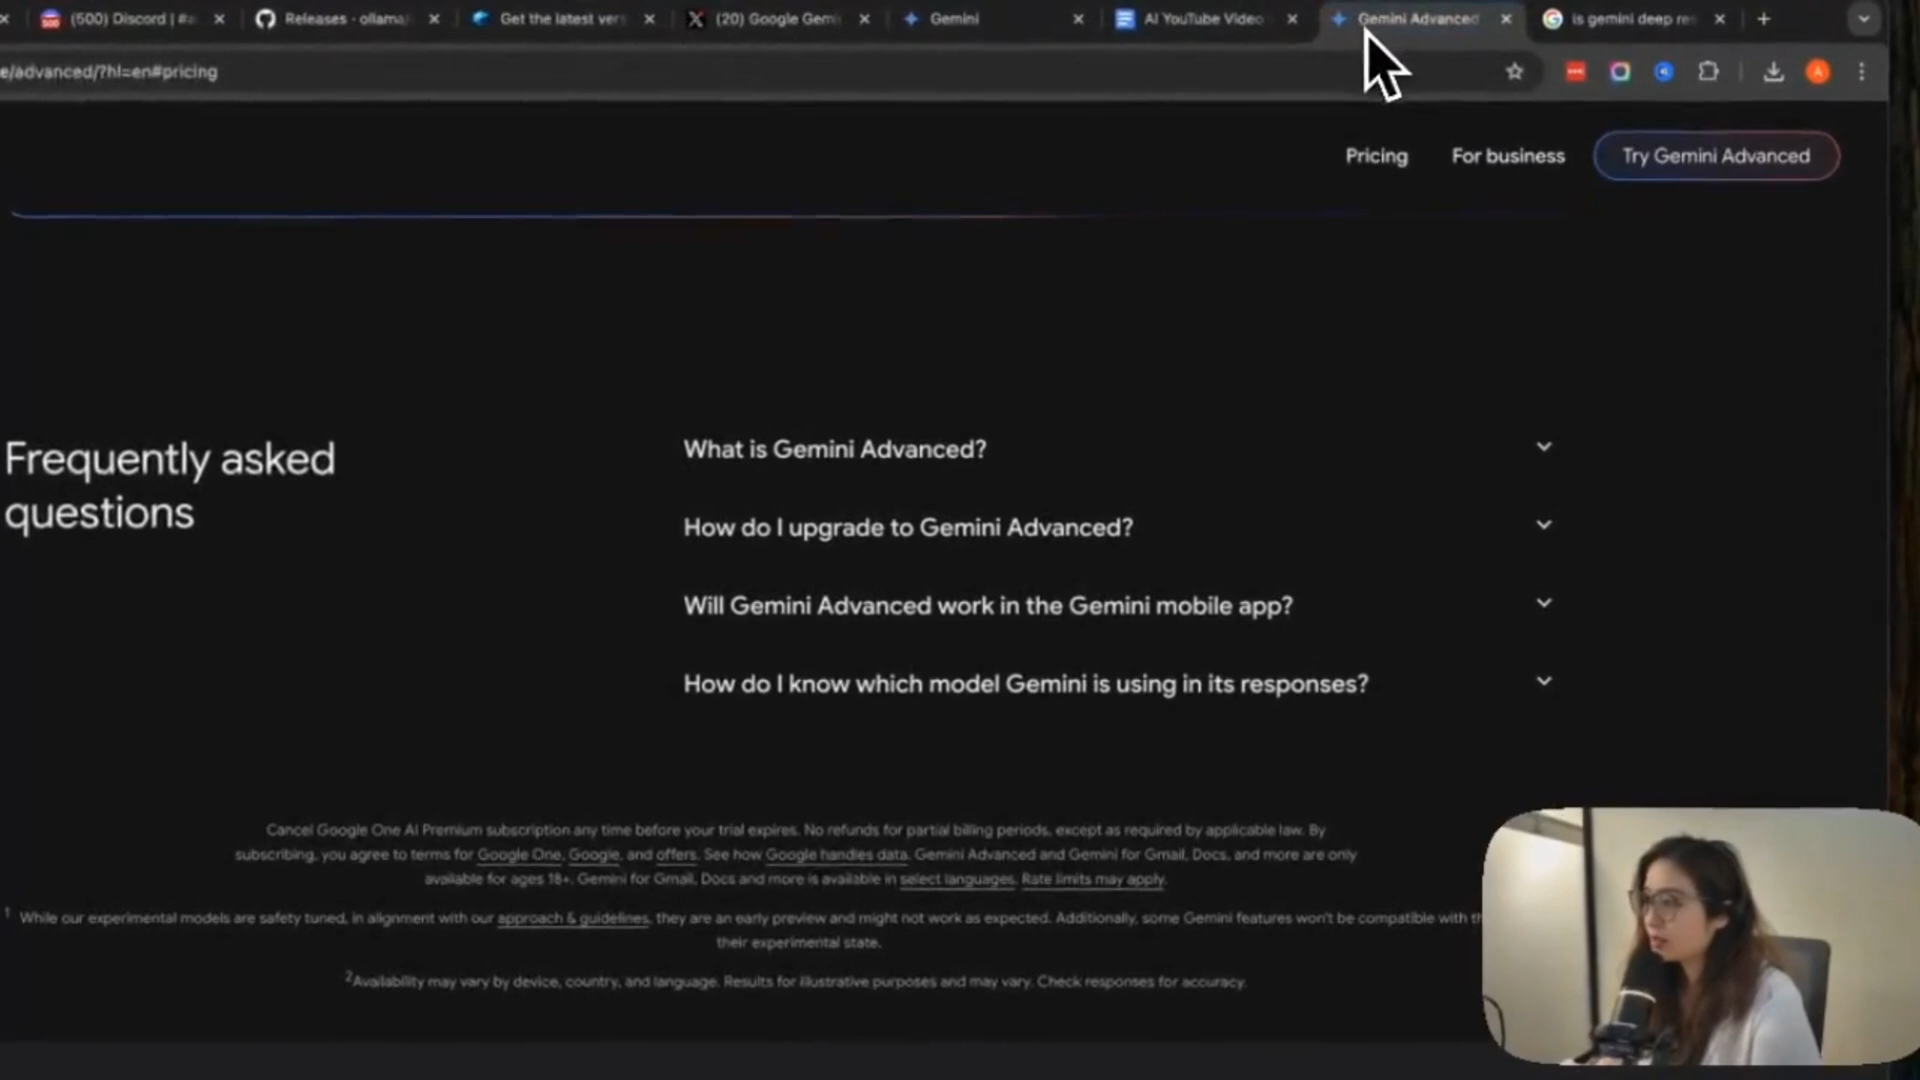 (500) Discord | #a
Releases - ollama/
Get the latest vers
(20) Google Gemi
Gemini
AI YouTube Video
Gemini Advanced
is gemini deep res
e/advanced/?hl=en#pricing
A
Pricing
For business
Try Gemini Advanced
Frequently asked
questions
What is Gemini Advanced?
How do I upgrade to Gemini Advanced?
Will Gemini Advanced work in the Gemini mobile app?
How do I know which model Gemini is using in its responses?
Cancel Google One AI Premium subscription any time before your trial expires. No refunds for partial billing periods, except as required by applicable law. By
subscribing, you agree to terms for Google One, Google, and offers. See how Google handles data. Gemini Advanced and Gemini for Gmail, Docs, and more are only
available for ages 18+. Gemini for Gmail, Docs and more is available in select languages. Rate limits may apply.
1 While our experimental models are safety tuned, in alignment with our approach & guidelines, they are an early preview and might not work as expected. Additionally, some Gemini features won't be compatible with th
their experimental state.
2Availability may vary by device, country, and language. Results for illustrative purposes and may vary. Check responses for accuracy.